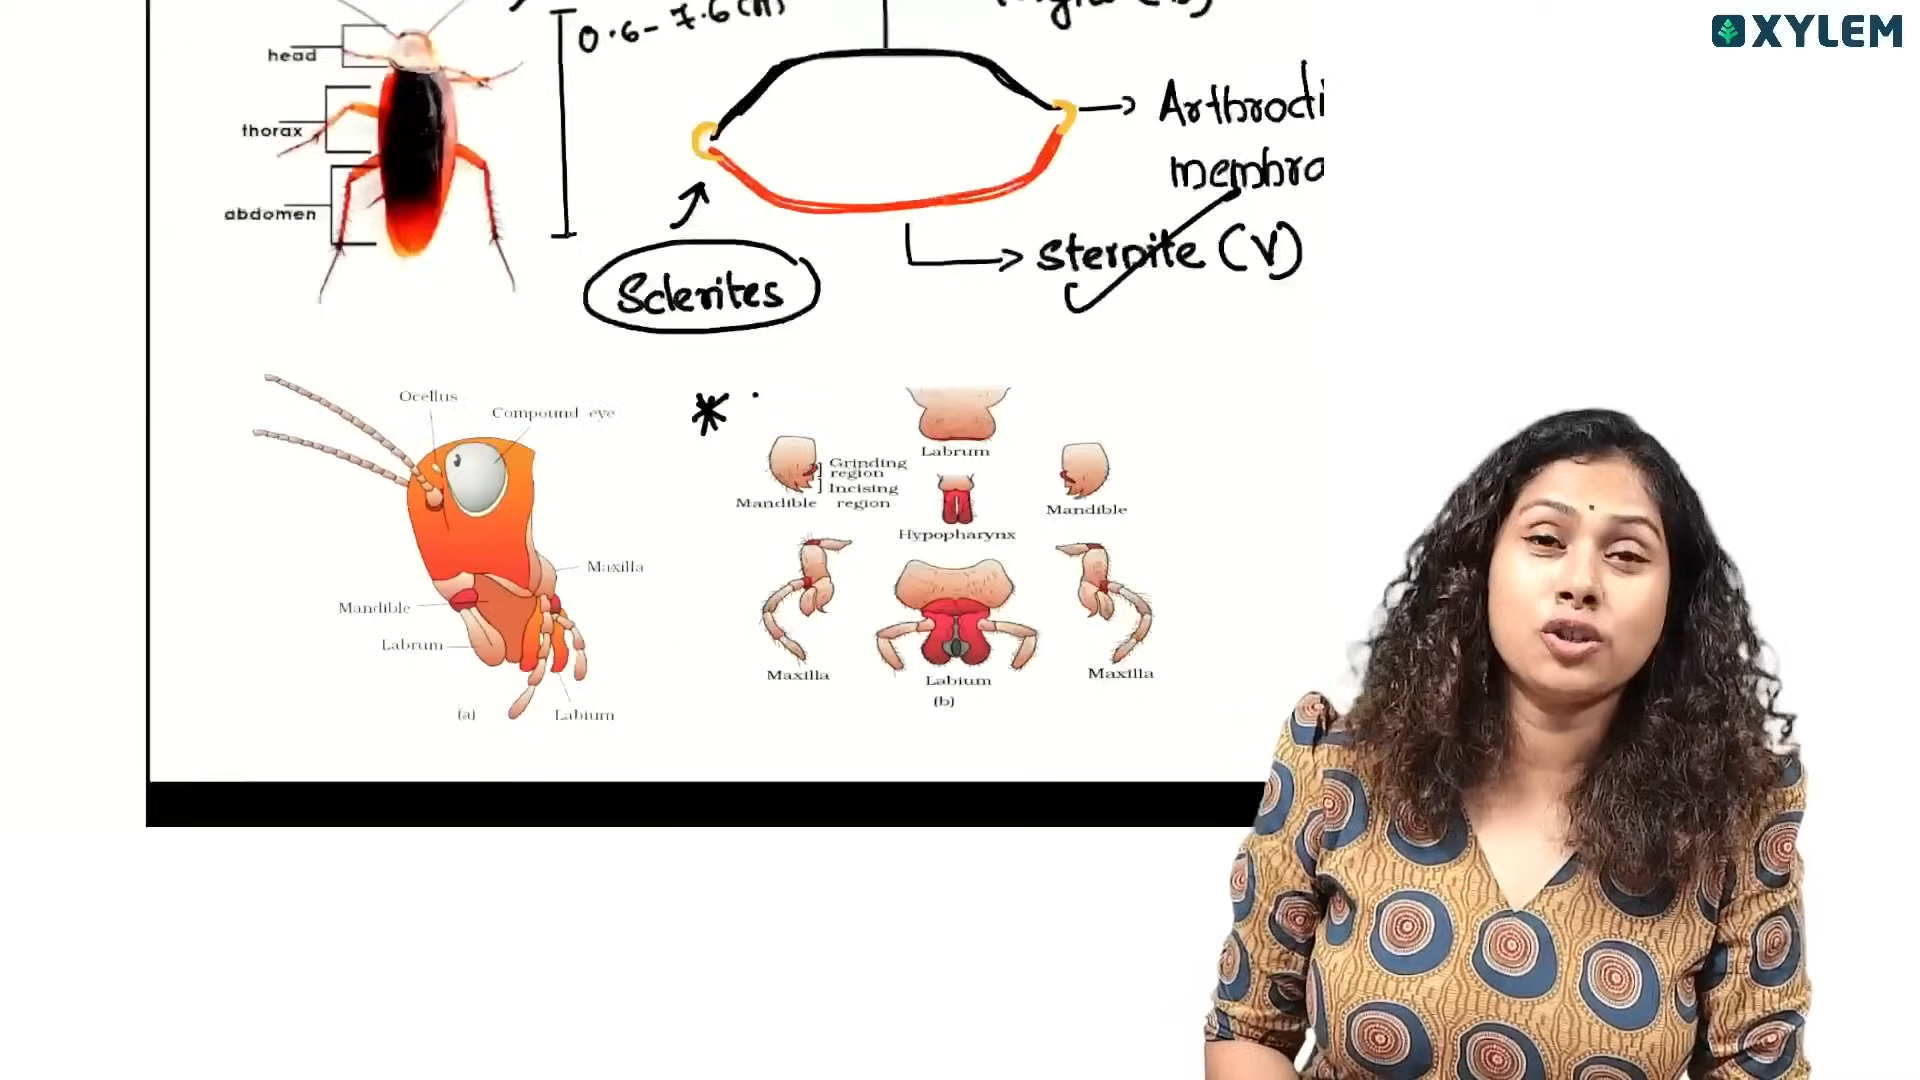 XYLEM
0.6-7.6 cm
head
thorax
abdomen
Arthrodi
membra
Sternite (V)
Sclerites
Ocellus
Compound eye
Maxilla
Mandible
Labrum
Labium
(a)
*
Labrum
Grinding
region
Incising
region
Mandible
Mandible
Hypopharynx
Maxilla
Labium
Maxilla
(b)